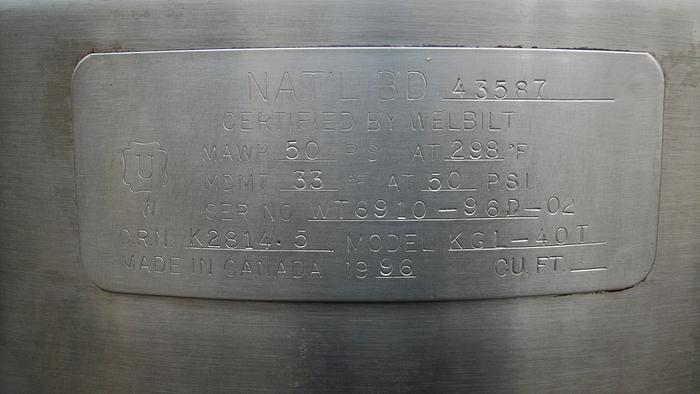 NAT'L BD 43587
CERTIFIED BY WELBILT
MAWP 50 PSI AT 298 °F
U
MDMT 33 °F AT 50 P.S.I.
W SER NO WT6910-96D-02
C.R.N. K2814.5 MODEL KGL-40T
MADE IN CANADA 1996 CU. FT.